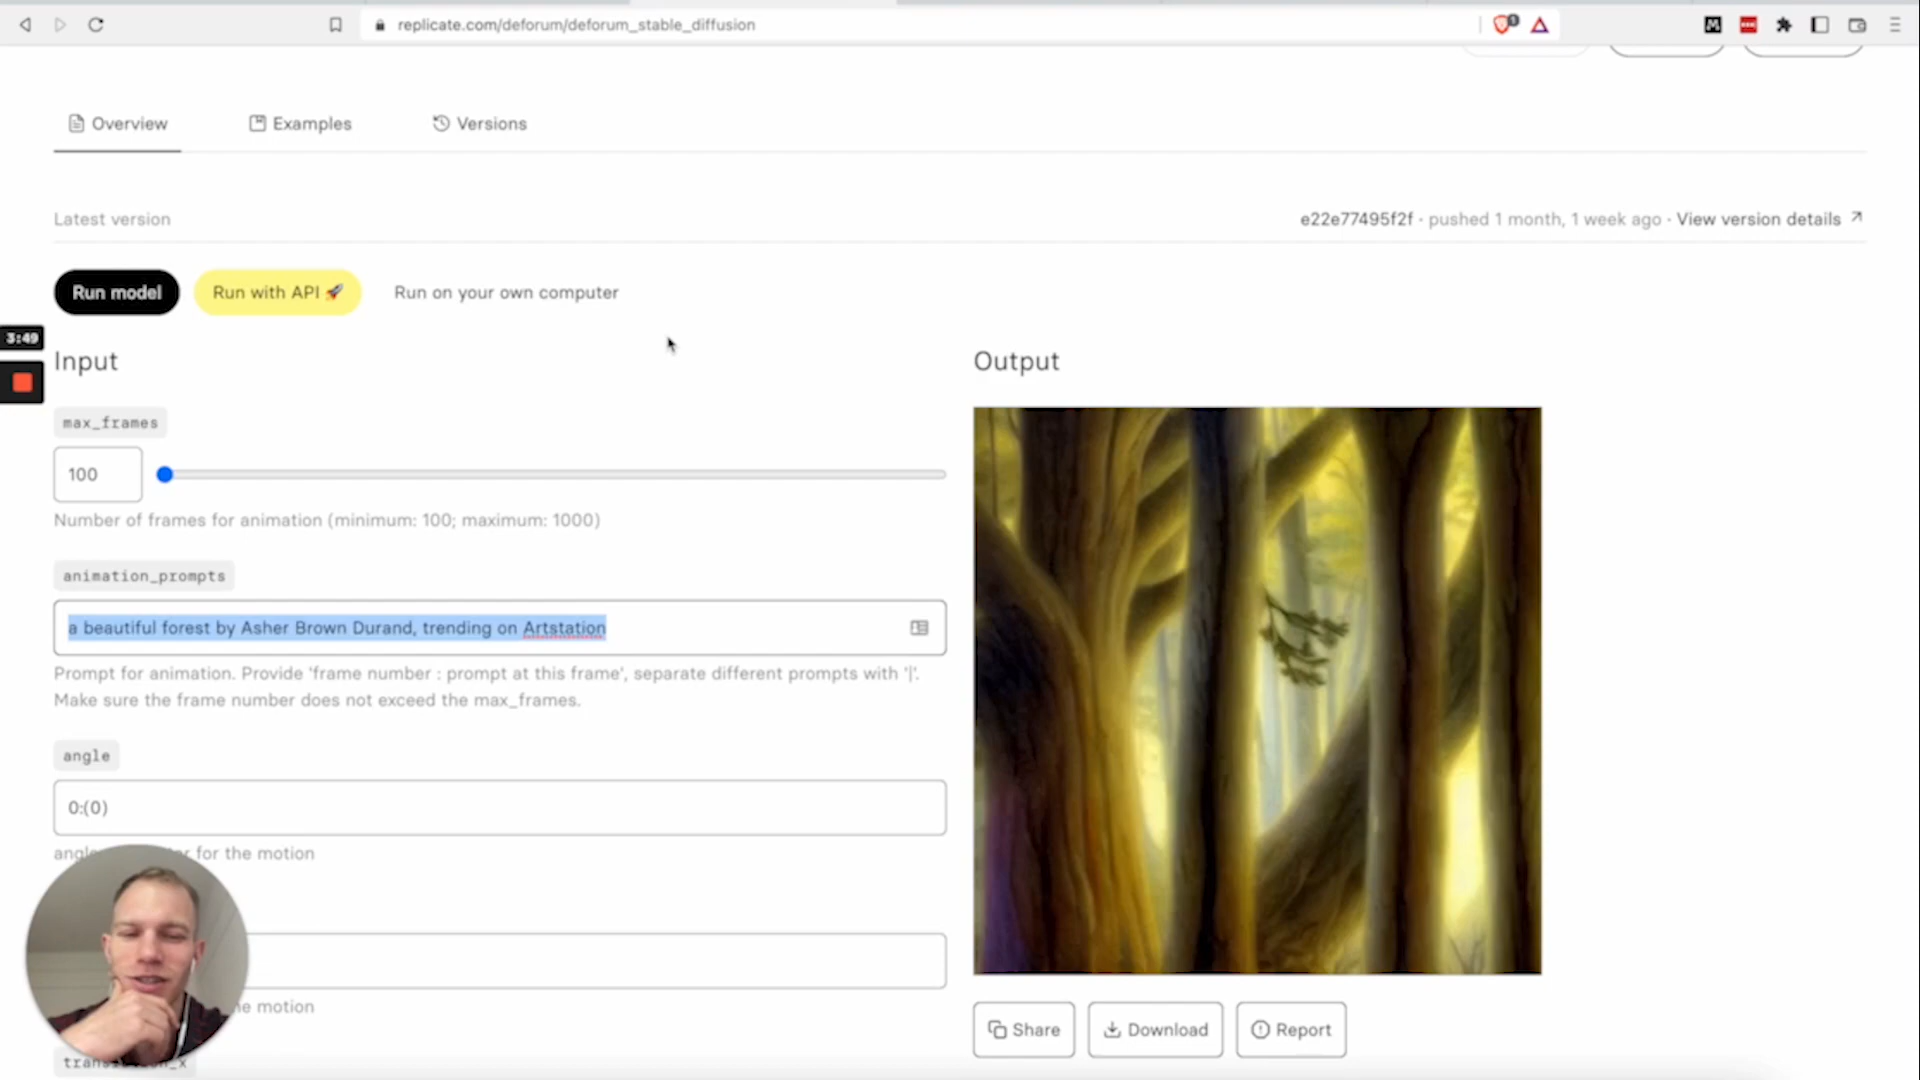 replicate.com/deforum/deforum_stable_diffusion
Overview
Examples
Versions
Latest version
e22e77495f2f · pushed 1 month, 1 week ago · View version details
Run model
Run with API 🚀
Run on your own computer
3:49
Input
Output
max_frames
100
Number of frames for animation (minimum: 100; maximum: 1000)
animation_prompts
a beautiful forest by Asher Brown Durand, trending on Artstation
Prompt for animation. Provide 'frame number : prompt at this frame', separate different prompts with '|'.
Make sure the frame number does not exceed the max_frames.
angle
0:(0)
for the motion
motion
Share
Download
Report